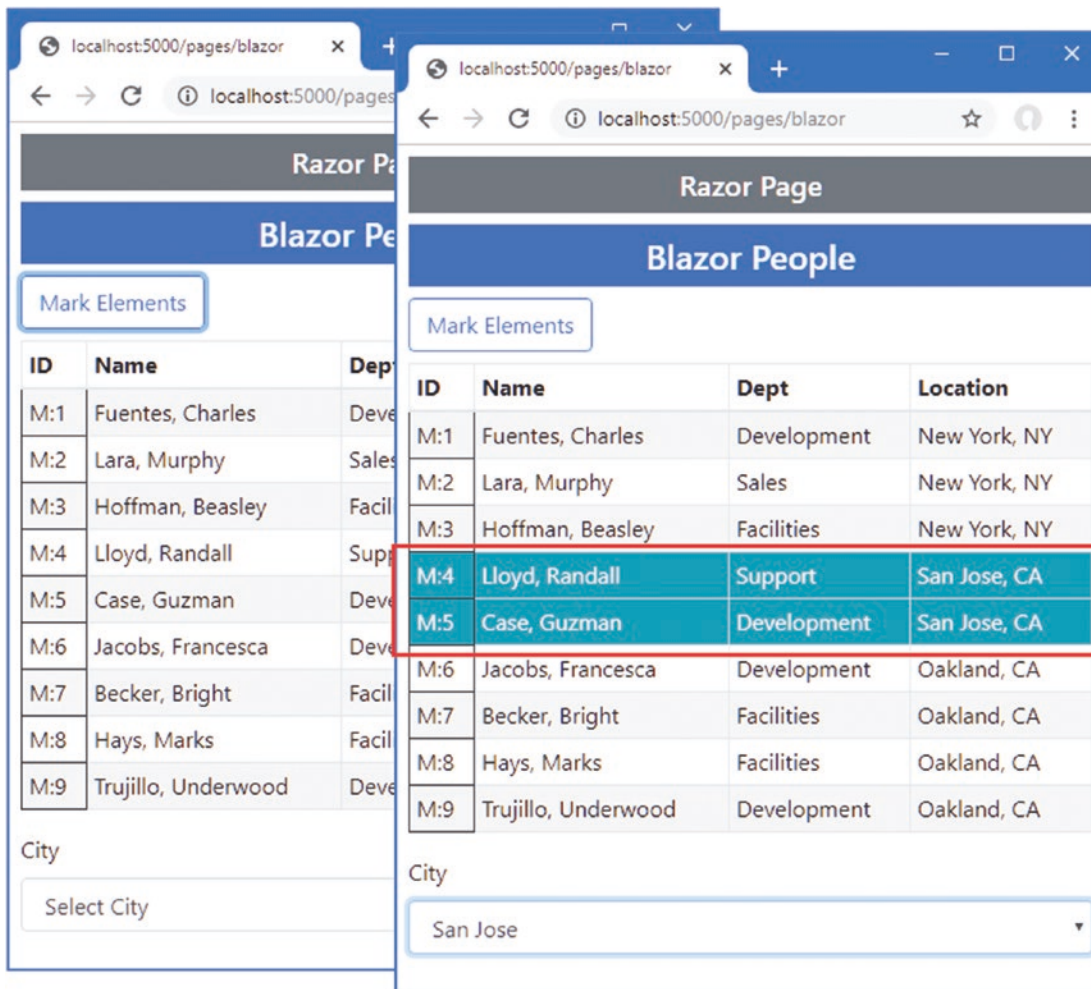 localhost:5000/pages/blazor
localhost:5000/pages
Razor Pa
Blazor Pe
Mark Elements
ID Name Dept
M:1 Fuentes, Charles Deve
M:2 Lara, Murphy Sales
M:3 Hoffman, Beasley Facili
M:4 Lloyd, Randall Supp
M:5 Case, Guzman Deve
M:6 Jacobs, Francesca Deve
M:7 Becker, Bright Facili
M:8 Hays, Marks Facili
M:9 Trujillo, Underwood Deve
City
Select City
localhost:5000/pages/blazor
localhost:5000/pages/blazor
Razor Page
Blazor People
Mark Elements
ID Name Dept Location
M:1 Fuentes, Charles Development New York, NY
M:2 Lara, Murphy Sales New York, NY
M:3 Hoffman, Beasley Facilities New York, NY
M:4 Lloyd, Randall Support San Jose, CA
M:5 Case, Guzman Development San Jose, CA
M:6 Jacobs, Francesca Development Oakland, CA
M:7 Becker, Bright Facilities Oakland, CA
M:8 Hays, Marks Facilities Oakland, CA
M:9 Trujillo, Underwood Development Oakland, CA
City
San Jose